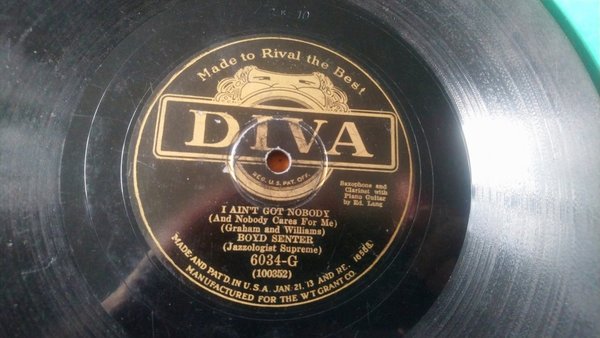 Made to Rival the Best
DIVA
REG. U.S. PAT. OFF.
Saxophone and
Clarinet with
Piano Guitar
by Ed. Lang
I AIN'T GOT NOBODY
(And Nobody Cares For Me)
(Graham and Williams)
BOYD SENTER
(Jazzologist Supreme)
6034-G
(100352)
MADE AND PAT'D. IN U.S.A. JAN. 21, 13 AND RE. 16588.
MANUFACTURED FOR THE W.T. GRANT CO.